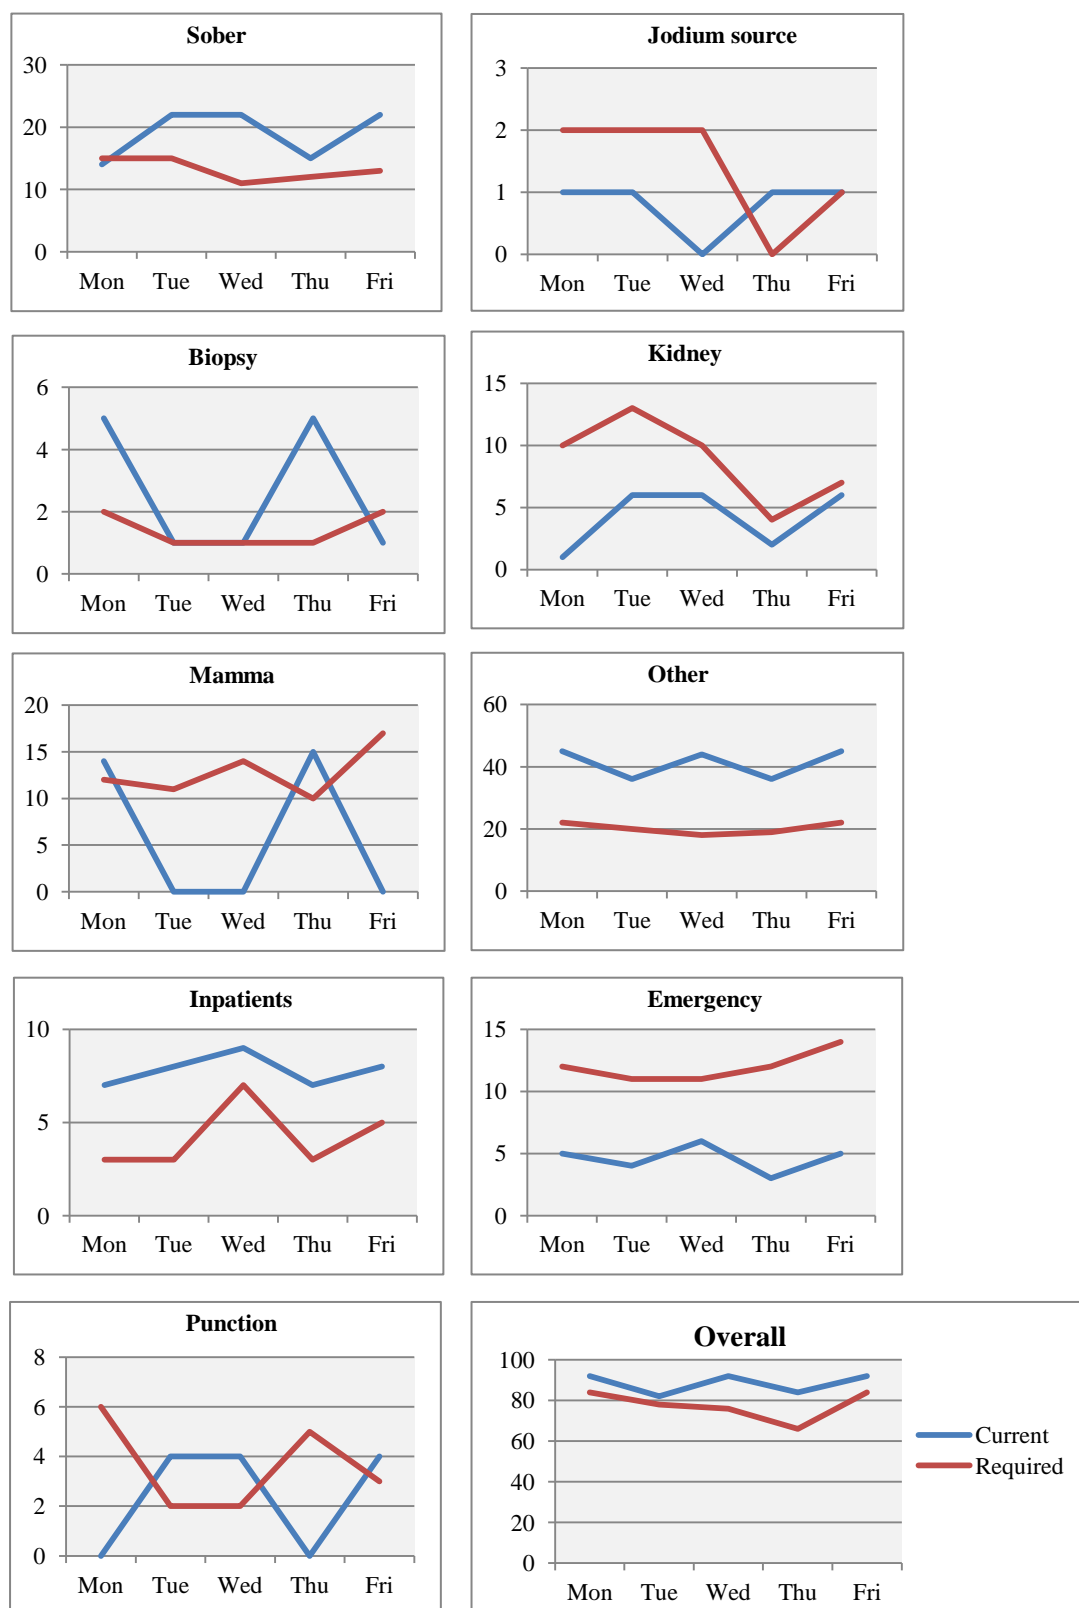 Sober
30
20
10
0
Mon Tue Wed Thu Fri
Jodium source
3
2
1
0
Mon Tue Wed Thu Fri
Biopsy
6
4
2
0
Mon Tue Wed Thu Fri
Kidney
15
10
5
0
Mon Tue Wed Thu Fri
Mamma
20
15
10
5
0
Mon Tue Wed Thu Fri
Other
60
40
20
0
Mon Tue Wed Thu Fri
Inpatients
10
5
0
Mon Tue Wed Thu Fri
Emergency
15
10
5
0
Mon Tue Wed Thu Fri
Punction
8
6
4
2
0
Mon Tue Wed Thu Fri
Overall
100
80
60
40
20
0
Mon Tue Wed Thu Fri
Current
Required